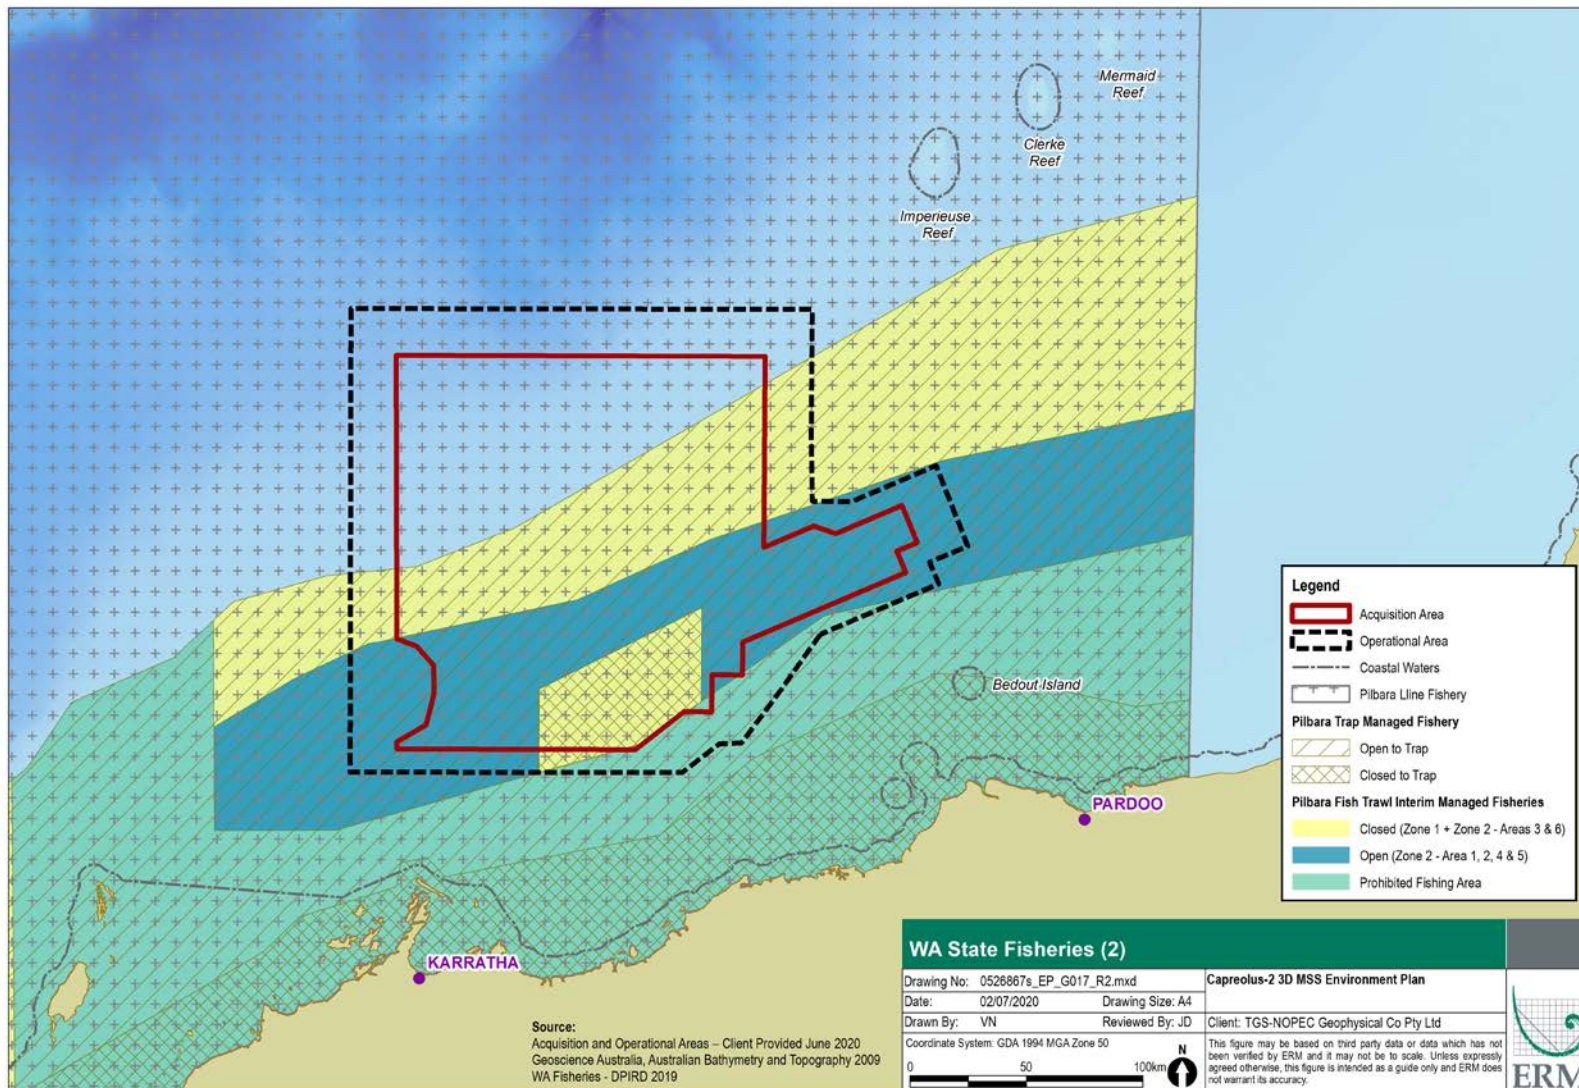 Mermaid
Reef
Clerke
Reef
Imperieuse
Reef
Bedout Island
PARDOO
KARRATHA
Legend
Acquisition Area
Operational Area
Coastal Waters
Pilbara Lline Fishery
Pilbara Trap Managed Fishery
Open to Trap
Closed to Trap
Pilbara Fish Trawl Interim Managed Fisheries
Closed (Zone 1 + Zone 2 - Areas 3 & 6)
Open (Zone 2 - Area 1, 2, 4 & 5)
Prohibited Fishing Area
Source:
Acquisition and Operational Areas – Client Provided June 2020
Geoscience Australia, Australian Bathymetry and Topography 2009
WA Fisheries - DPIRD 2019
WA State Fisheries (2)
Drawing No: 0526867s_EP_G017_R2.mxd
Date: 02/07/2020 Drawing Size: A4
Drawn By: VN Reviewed By: JD
Coordinate System: GDA 1994 MGA Zone 50
0 50 100km
N
Capreolus-2 3D MSS Environment Plan
Client: TGS-NOPEC Geophysical Co Pty Ltd
This figure may be based on third party data or data which has not
been verified by ERM and it may not be to scale. Unless expressly
agreed otherwise, this figure is intended as a guide only and ERM does
not warrant its accuracy.
ERM